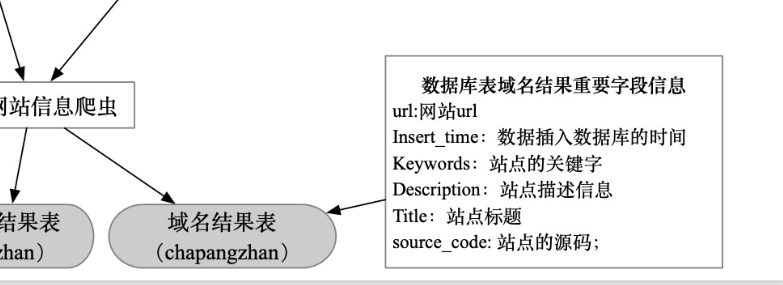 网站信息爬虫
结果表
zhan）
域名结果表
（chapangzhan）
数据库表域名结果重要字段信息
url:网站url
Insert_time：数据插入数据库的时间
Keywords：站点的关键字
Description：站点描述信息
Title：站点标题
source_code: 站点的源码；